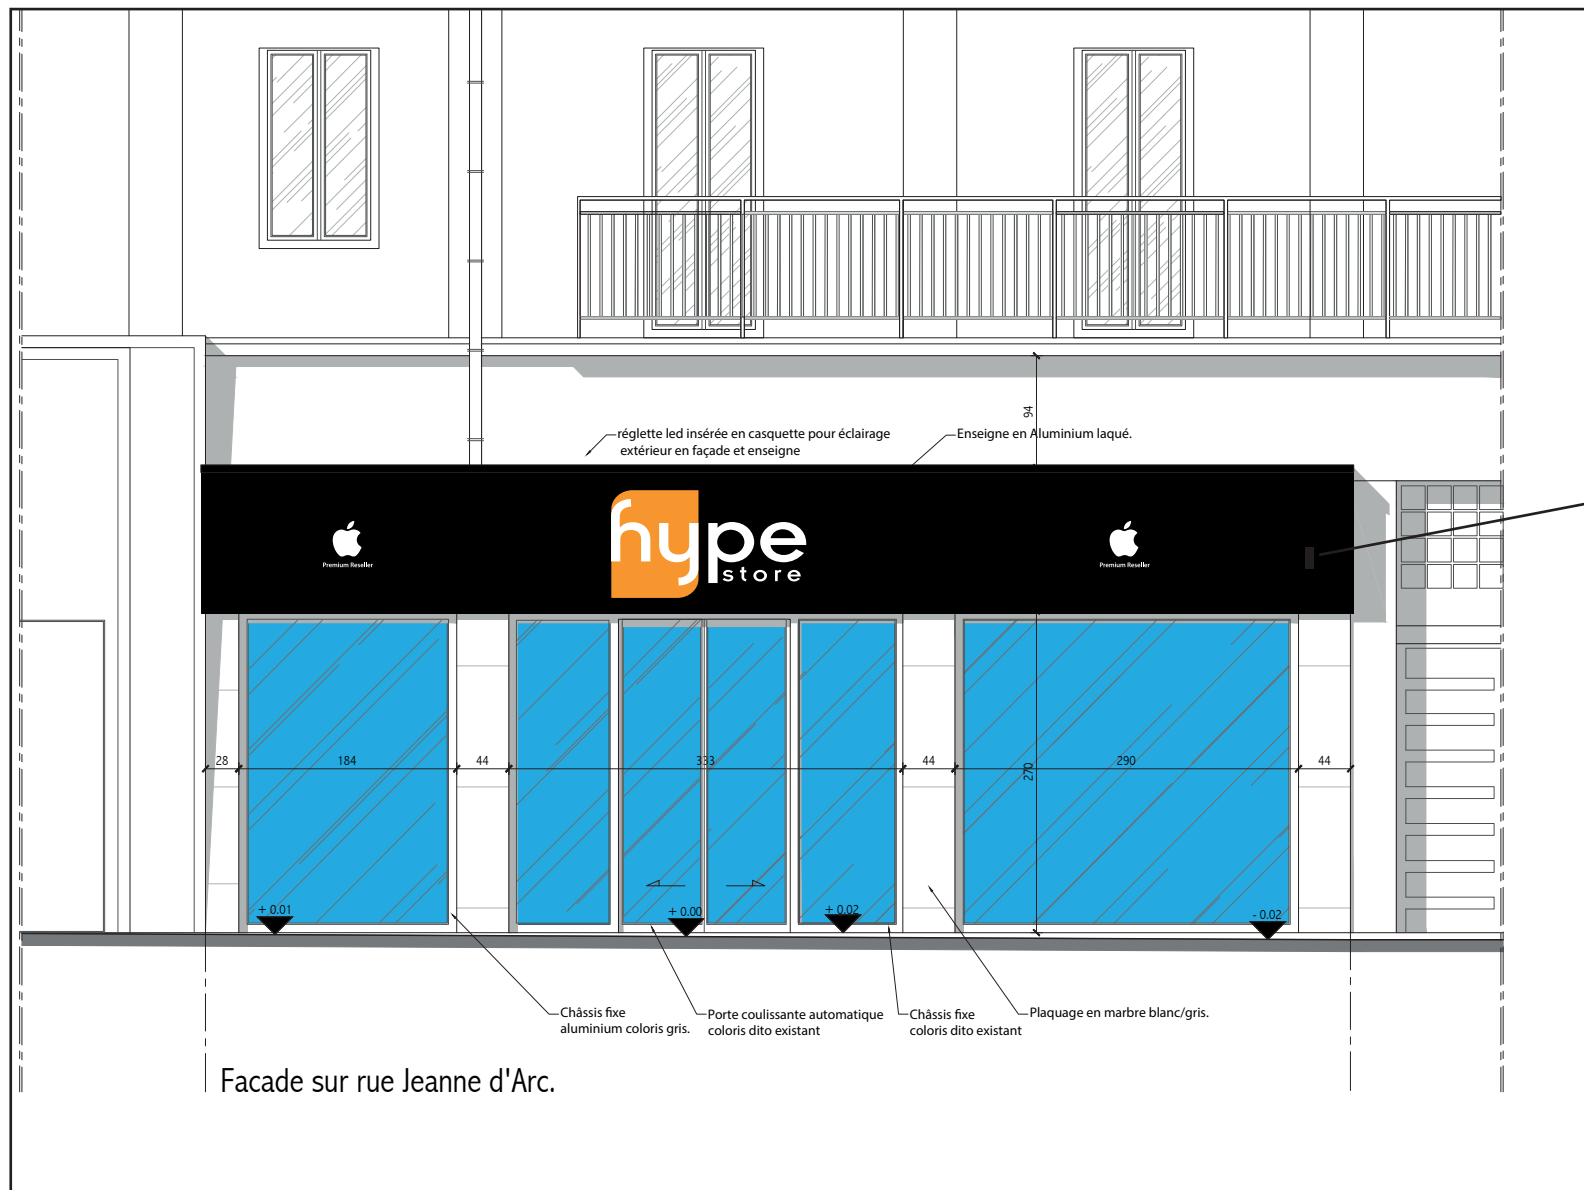 94
réglette led insérée en casquette pour éclairage
extérieur en façade et enseigne
Enseigne en Aluminium laqué.
Premium Reseller
hype
store
Premium Reseller
28
184
44
333
44
270
290
44
+ 0.01
+ 0.00
+ 0.02
- 0.02
Châssis fixe
aluminium coloris gris.
Porte coulissante automatique
coloris dito existant
Châssis fixe
coloris dito existant
Plaquage en marbre blanc/gris.
Facade sur rue Jeanne d'Arc.